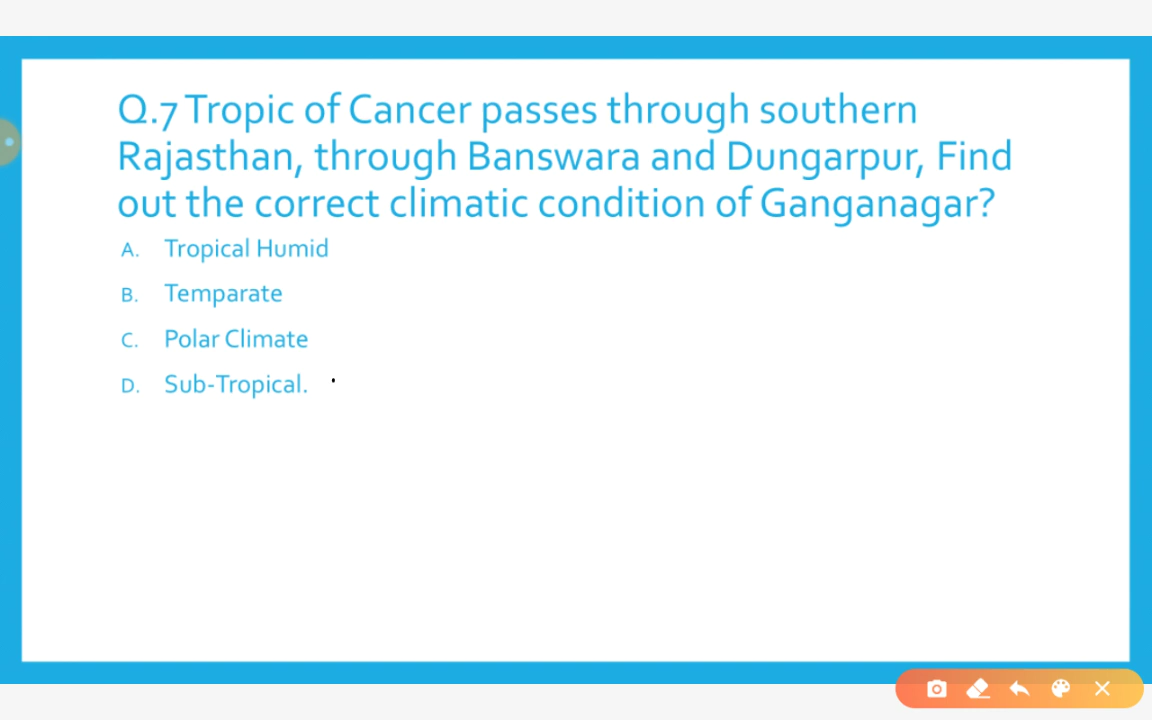 Q.7 Tropic of Cancer passes through southern
Rajasthan, through Banswara and Dungarpur, Find
out the correct climatic condition of Ganganagar?
A. Tropical Humid
B. Temparate
C. Polar Climate
D. Sub-Tropical.